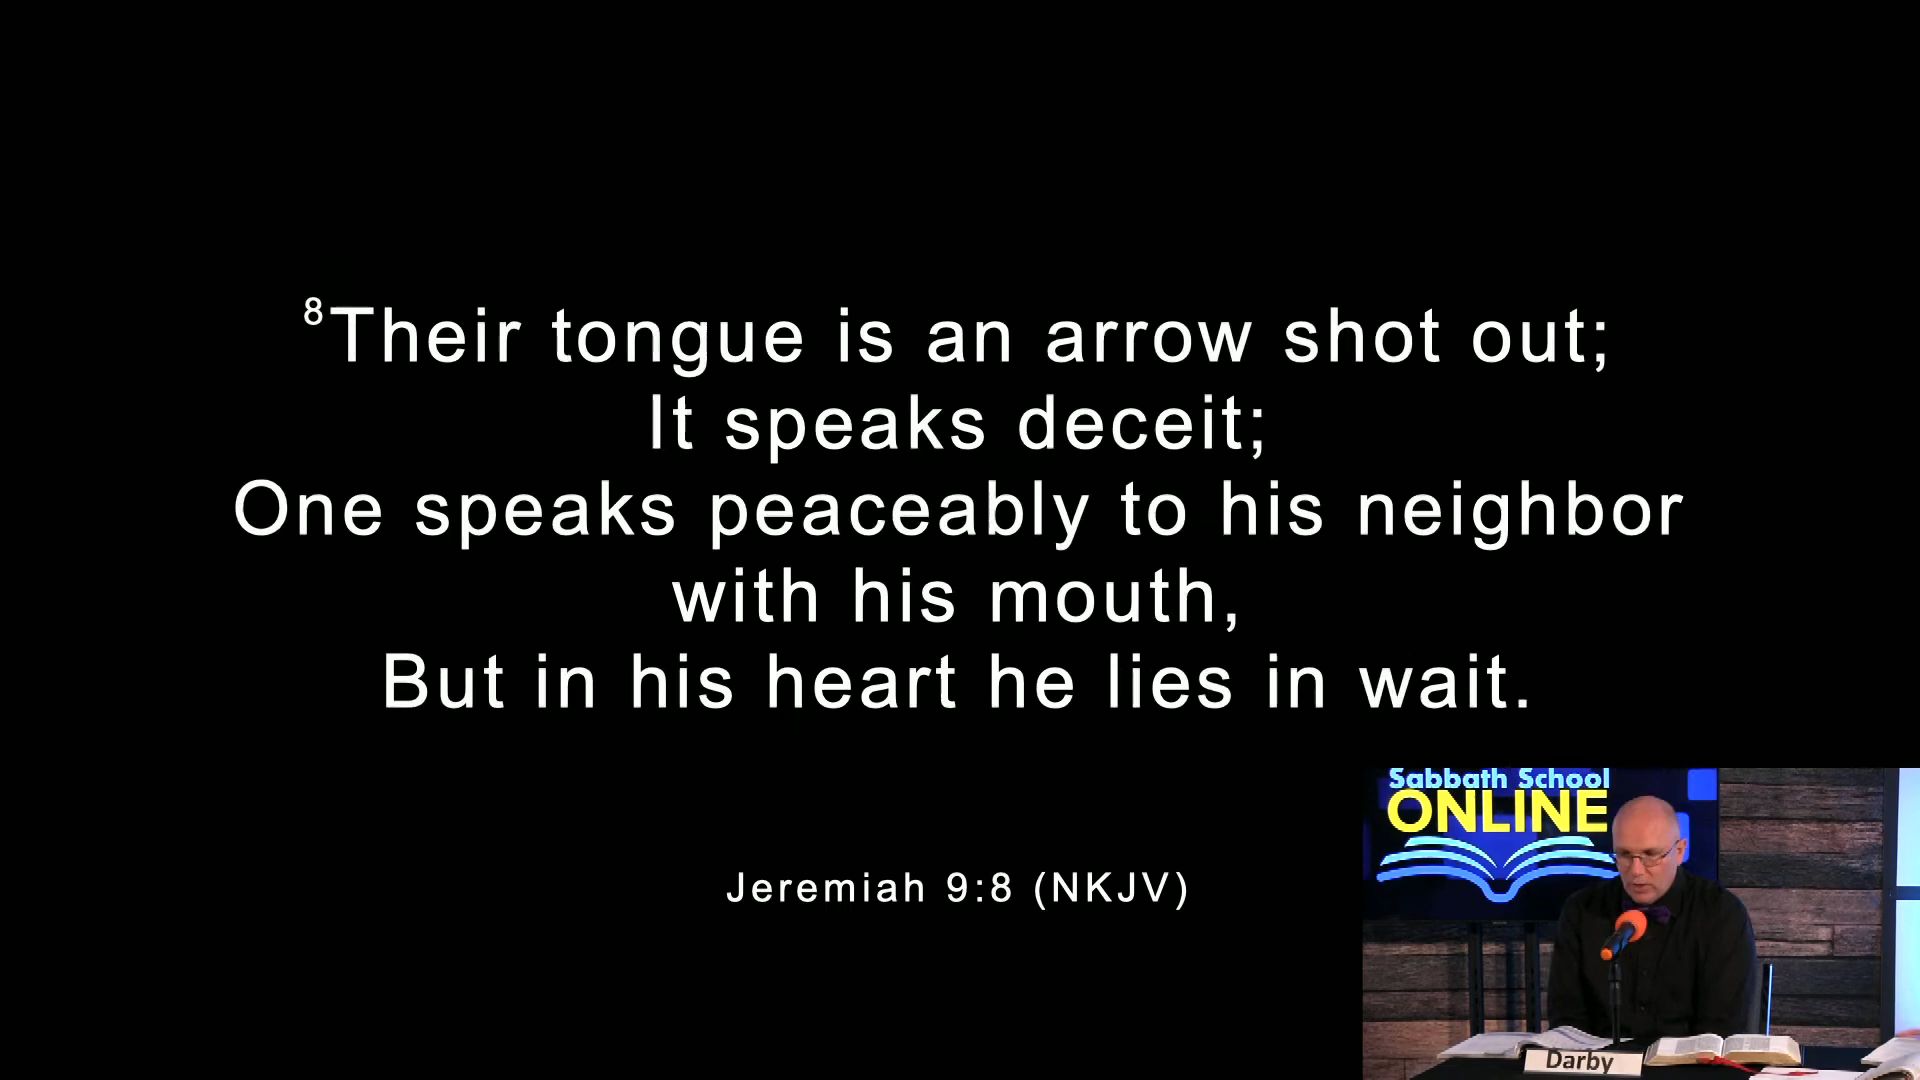 ⁸Their tongue is an arrow shot out;
It speaks deceit;
One speaks peaceably to his neighbor
with his mouth,
But in his heart he lies in wait.
Jeremiah 9:8 (NKJV)
Sabbath School
ONLINE
Darby